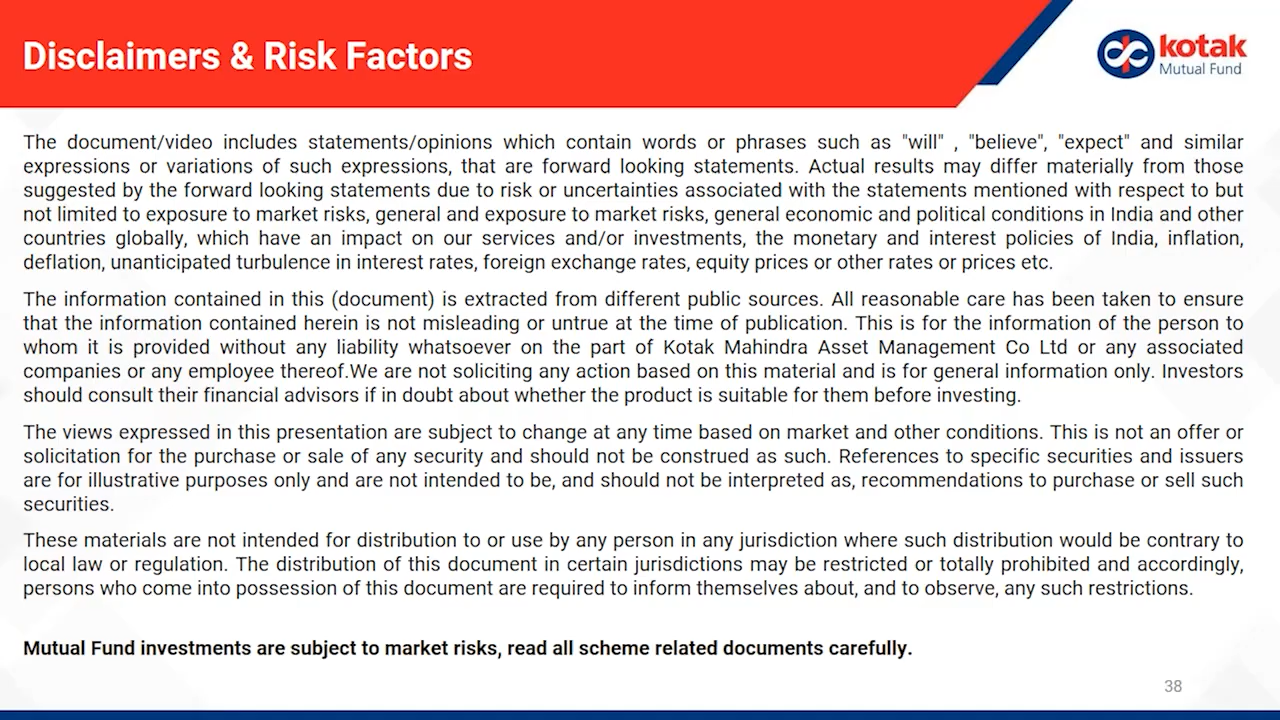 Disclaimers & Risk Factors
kotak
Mutual Fund
The document/video includes statements/opinions which contain words or phrases such as "will" , "believe", "expect" and similar
expressions or variations of such expressions, that are forward looking statements. Actual results may differ materially from those
suggested by the forward looking statements due to risk or uncertainties associated with the statements mentioned with respect to but
not limited to exposure to market risks, general and exposure to market risks, general economic and political conditions in India and other
countries globally, which have an impact on our services and/or investments, the monetary and interest policies of India, inflation,
deflation, unanticipated turbulence in interest rates, foreign exchange rates, equity prices or other rates or prices etc.
The information contained in this (document) is extracted from different public sources. All reasonable care has been taken to ensure
that the information contained herein is not misleading or untrue at the time of publication. This is for the information of the person to
whom it is provided without any liability whatsoever on the part of Kotak Mahindra Asset Management Co Ltd or any associated
companies or any employee thereof.We are not soliciting any action based on this material and is for general information only. Investors
should consult their financial advisors if in doubt about whether the product is suitable for them before investing.
The views expressed in this presentation are subject to change at any time based on market and other conditions. This is not an offer or
solicitation for the purchase or sale of any security and should not be construed as such. References to specific securities and issuers
are for illustrative purposes only and are not intended to be, and should not be interpreted as, recommendations to purchase or sell such
securities.
These materials are not intended for distribution to or use by any person in any jurisdiction where such distribution would be contrary to
local law or regulation. The distribution of this document in certain jurisdictions may be restricted or totally prohibited and accordingly,
persons who come into possession of this document are required to inform themselves about, and to observe, any such restrictions.
Mutual Fund investments are subject to market risks, read all scheme related documents carefully.
38